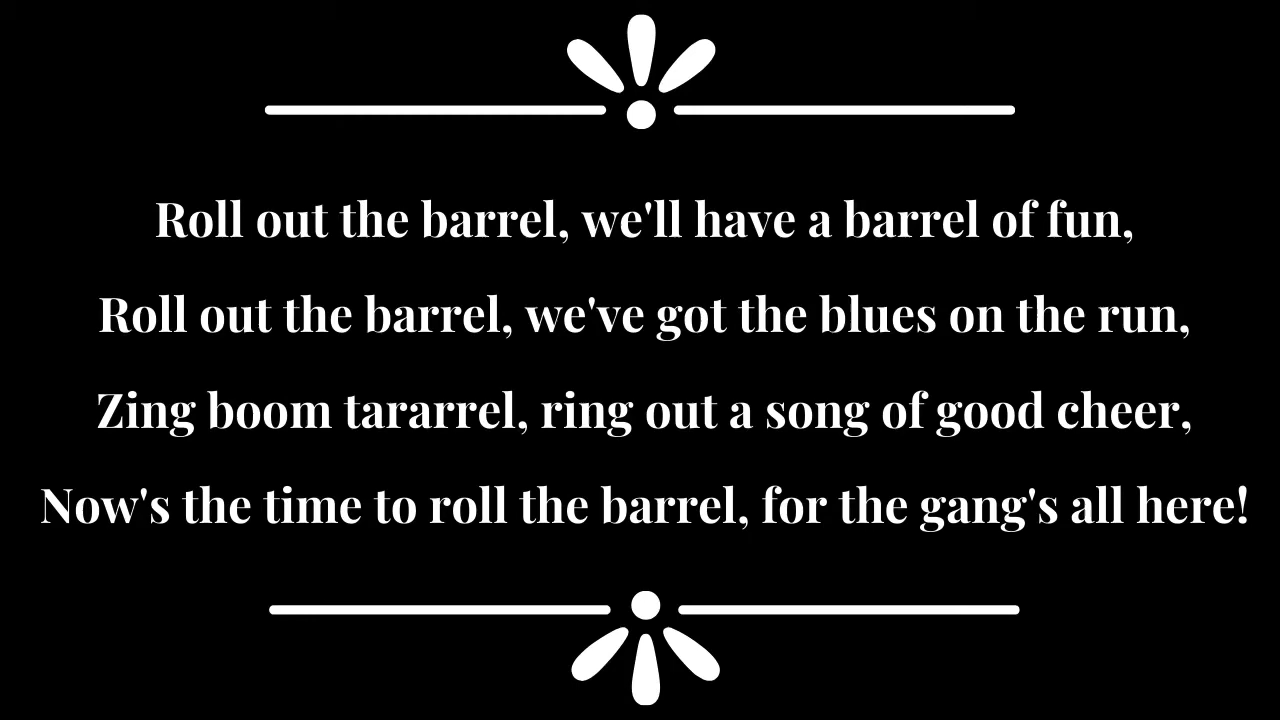 Roll out the barrel, we'll have a barrel of fun,
Roll out the barrel, we've got the blues on the run,
Zing boom tararrel, ring out a song of good cheer,
Now's the time to roll the barrel, for the gang's all here!